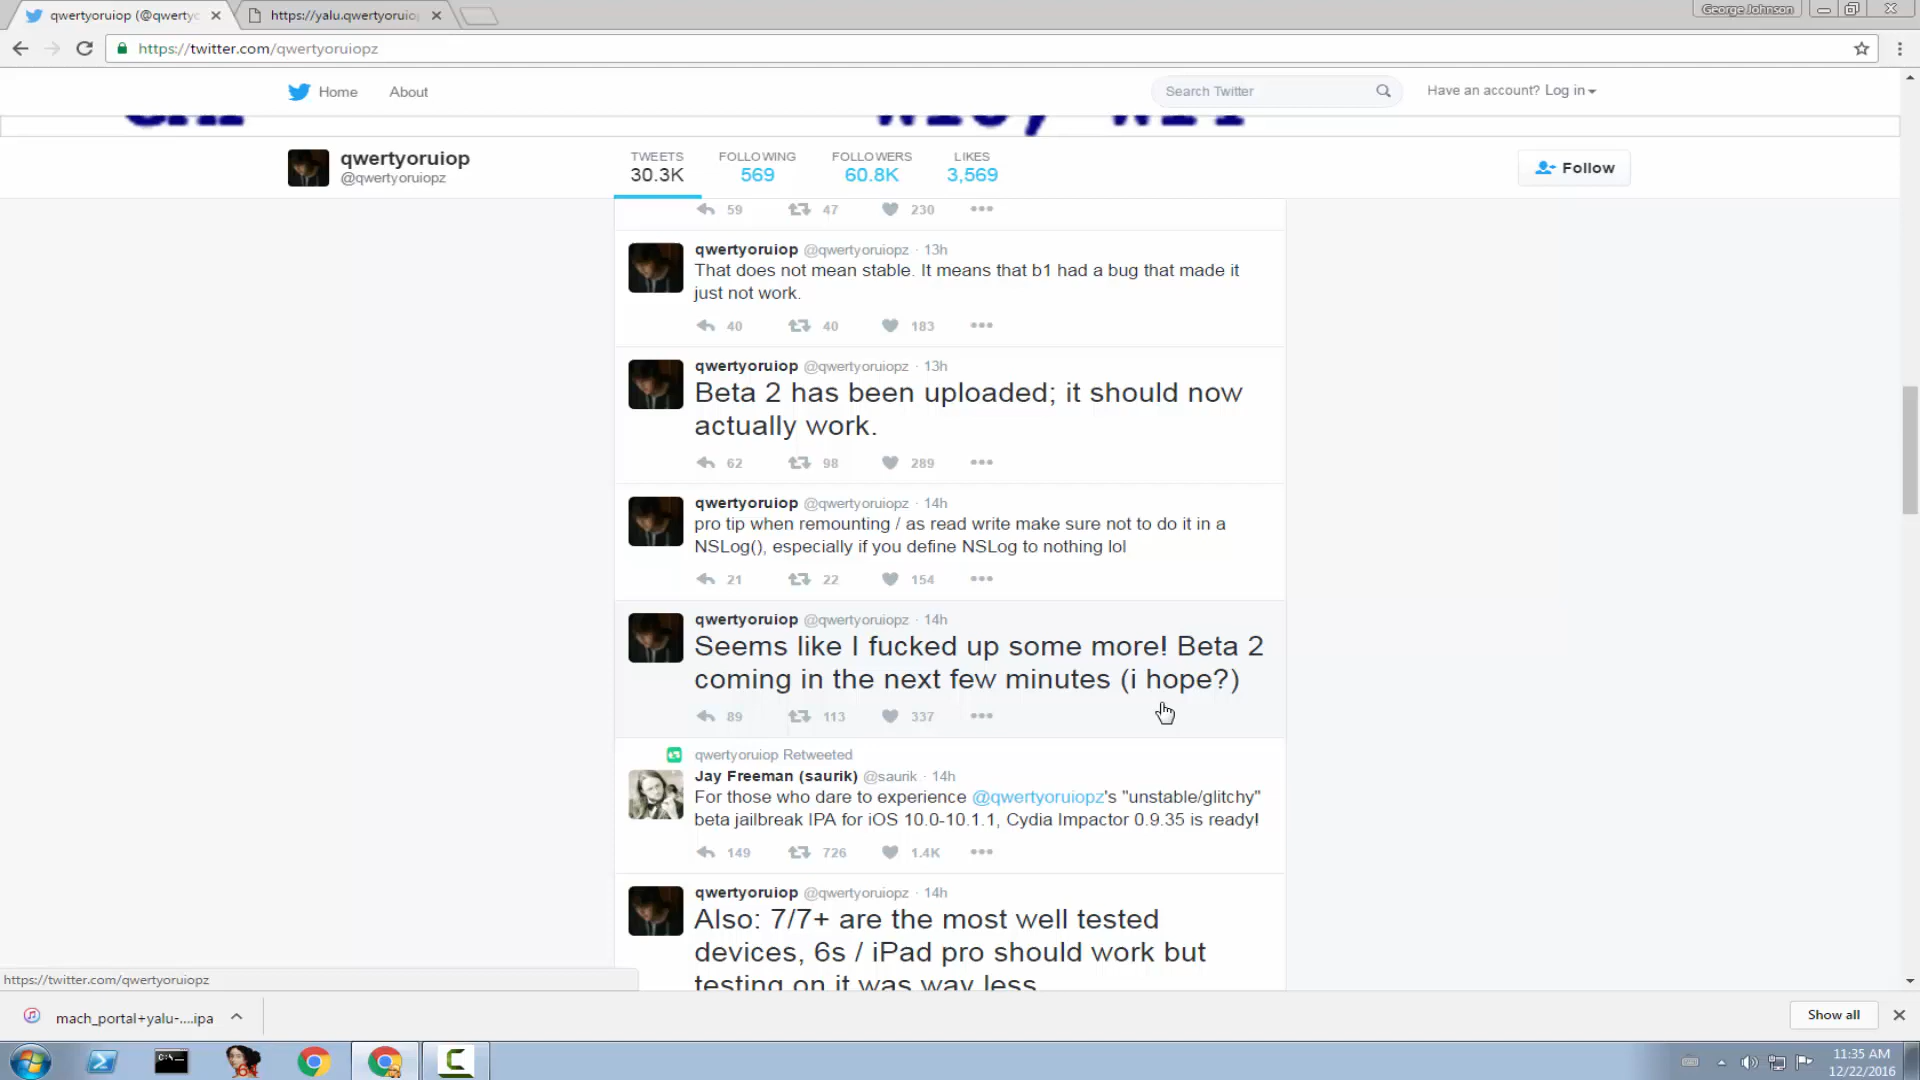 qwertyoruiop (@qwertyc
https://yalu.qwertyoruiop
George Johnson
https://twitter.com/qwertyoruiopz
Home
About
Search Twitter
Have an account? Log in
qwertyoruiop
@qwertyoruiopz
TWEETS
30.3K
FOLLOWING
569
FOLLOWERS
60.8K
LIKES
3,569
Follow
59 47 230
qwertyoruiop @qwertyoruiopz · 13h
That does not mean stable. It means that b1 had a bug that made it
just not work.
40 40 183
qwertyoruiop @qwertyoruiopz · 13h
Beta 2 has been uploaded; it should now
actually work.
62 98 289
qwertyoruiop @qwertyoruiopz · 14h
pro tip when remounting / as read write make sure not to do it in a
NSLog(), especially if you define NSLog to nothing lol
21 22 154
qwertyoruiop @qwertyoruiopz · 14h
Seems like I fucked up some more! Beta 2
coming in the next few minutes (i hope?)
89 113 337
qwertyoruiop Retweeted
Jay Freeman (saurik) @saurik · 14h
For those who dare to experience @qwertyoruiopz's "unstable/glitchy"
beta jailbreak IPA for iOS 10.0-10.1.1, Cydia Impactor 0.9.35 is ready!
149 726 1.4K
qwertyoruiop @qwertyoruiopz · 14h
Also: 7/7+ are the most well tested
devices, 6s / iPad pro should work but
testing on it was way less
https://twitter.com/qwertyoruiopz
mach_portal+yalu-....ipa
Show all
11:35 AM
12/22/2016